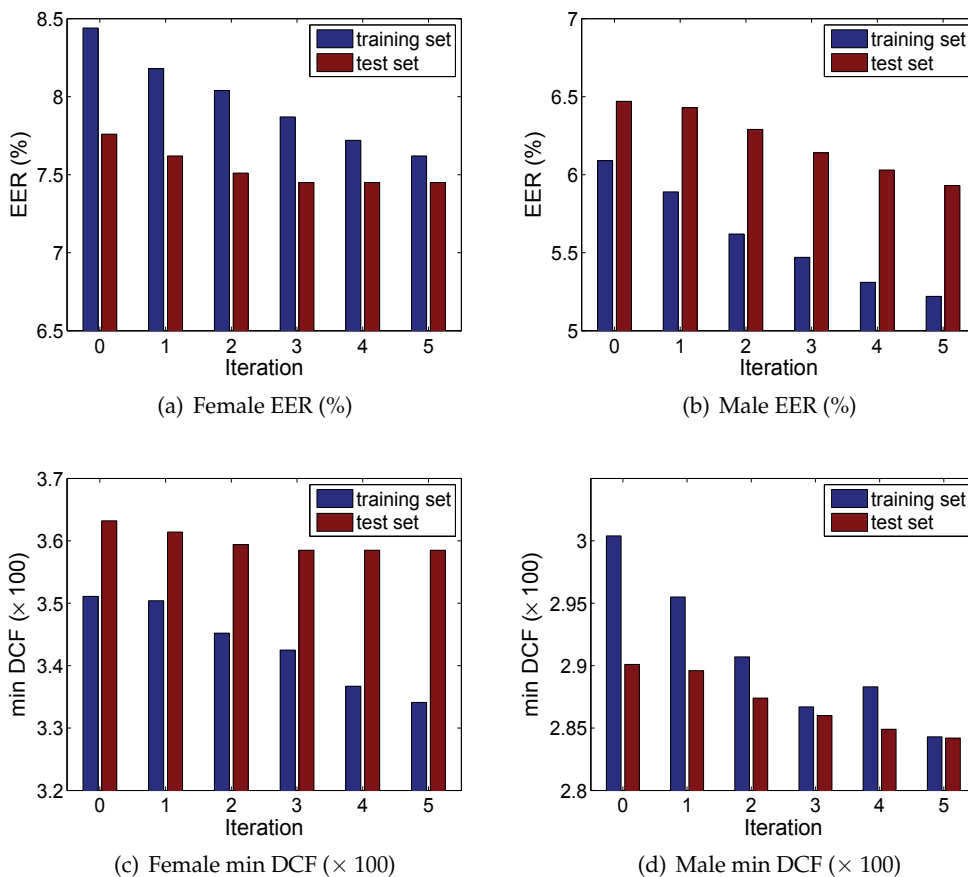 8.5
8
7.5
7
6.5
EER (%)
training set
test set
0 1 2 3 4 5
Iteration
(a) Female EER (%)
7
6.5
6
5.5
5
EER (%)
training set
test set
0 1 2 3 4 5
Iteration
(b) Male EER (%)
3.7
3.6
3.5
3.4
3.3
3.2
min DCF (× 100)
training set
test set
0 1 2 3 4 5
Iteration
(c) Female min DCF (× 100)
3
2.95
2.9
2.85
2.8
min DCF (× 100)
training set
test set
0 1 2 3 4 5
Iteration
(d) Male min DCF (× 100)